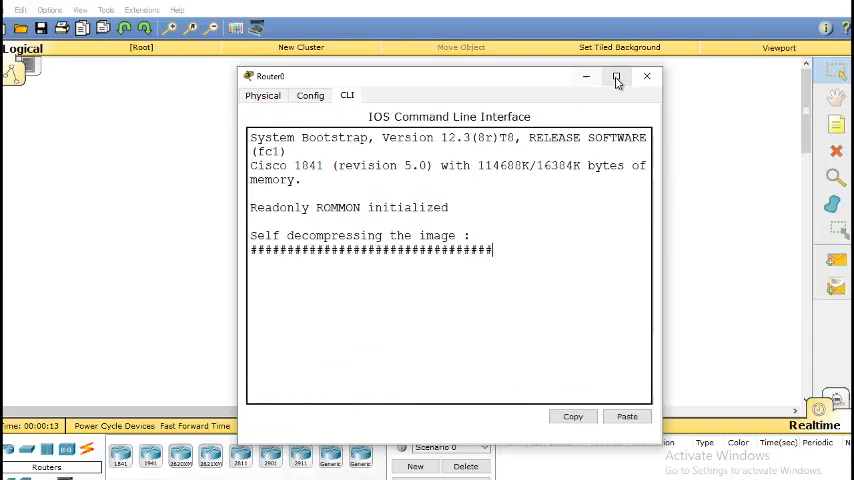 Edit Options View Tools Extensions Help
Logical [Root] New Cluster Move Object Set Tiled Background Viewport
Router0
Physical Config CLI
IOS Command Line Interface
System Bootstrap, Version 12.3(8r)T8, RELEASE SOFTWARE
(fc1)
Cisco 1841 (revision 5.0) with 114688K/16384K bytes of
memory.
Readonly ROMMON initialized
Self decompressing the image :
#################################
Copy Paste
Time: 00:00:13 Power Cycle Devices Fast Forward Time Realtime
Scenario 0 Type Color Time(sec) Periodic
Routers 1841 1941 2620XM 2621XM 2811 2901 2911 Generic Generic
New Delete
Activate Windows
Go to Settings to activate Windows.